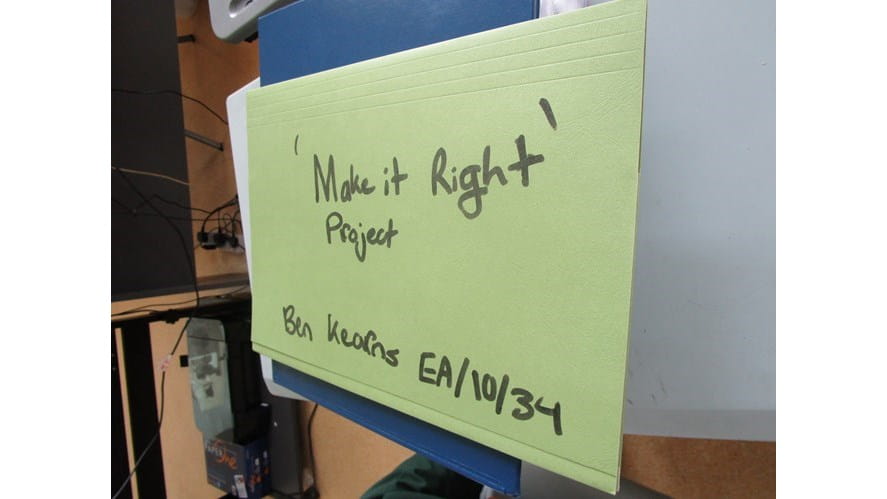 'Make it Right'
Project
Ben Kearns EA/10/34